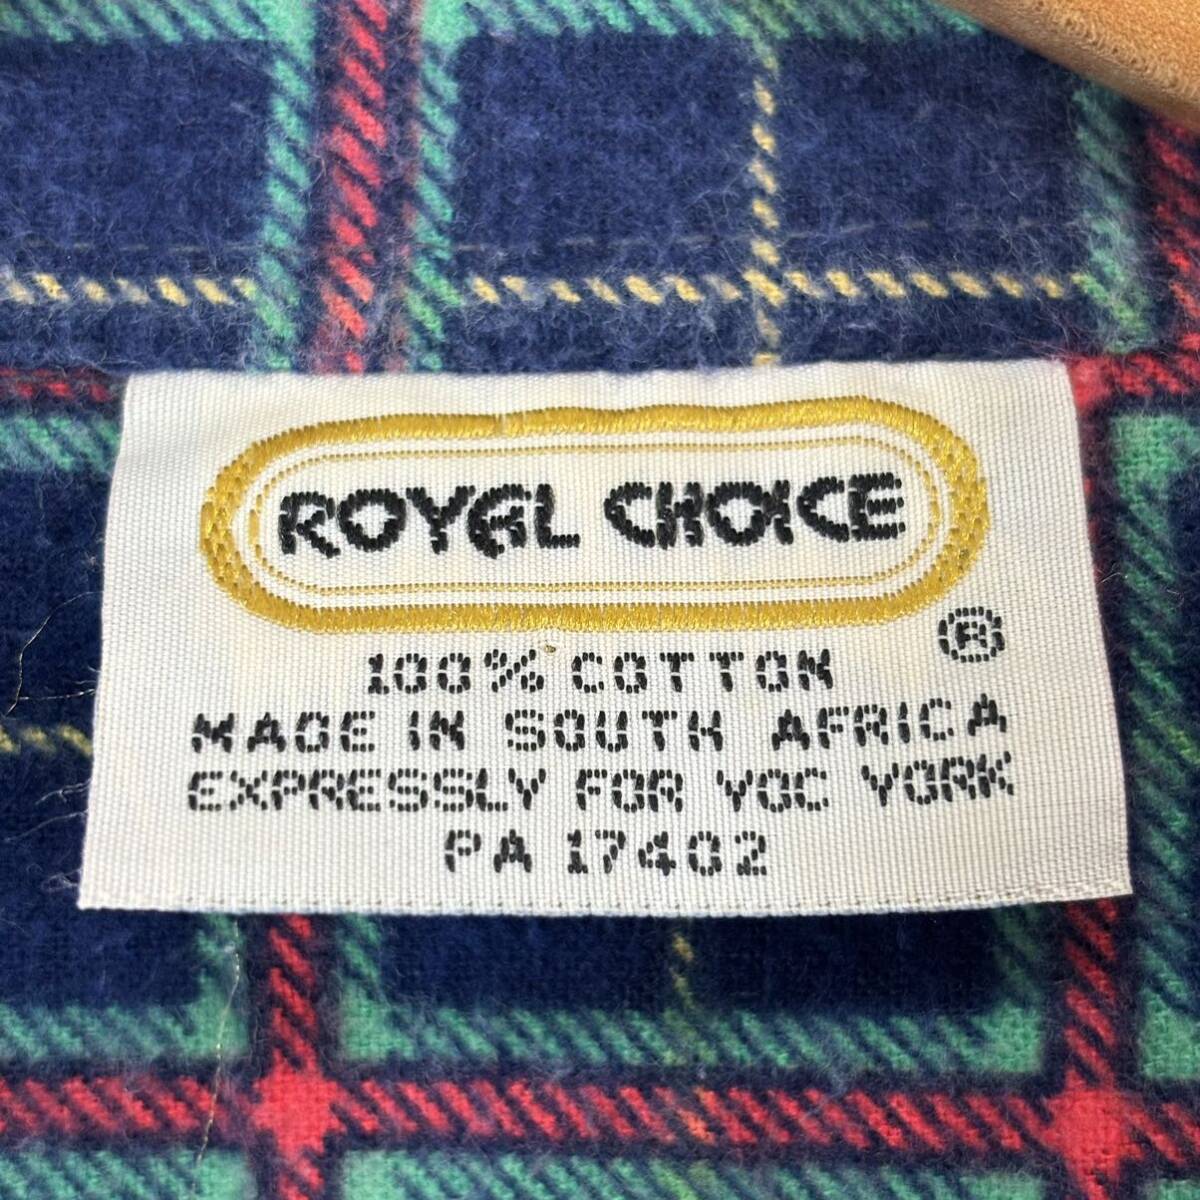 ROYAL CHOICE
®
100% COTTON
MADE IN SOUTH AFRICA
EXPRESSLY FOR YOC YORK
PA 17402